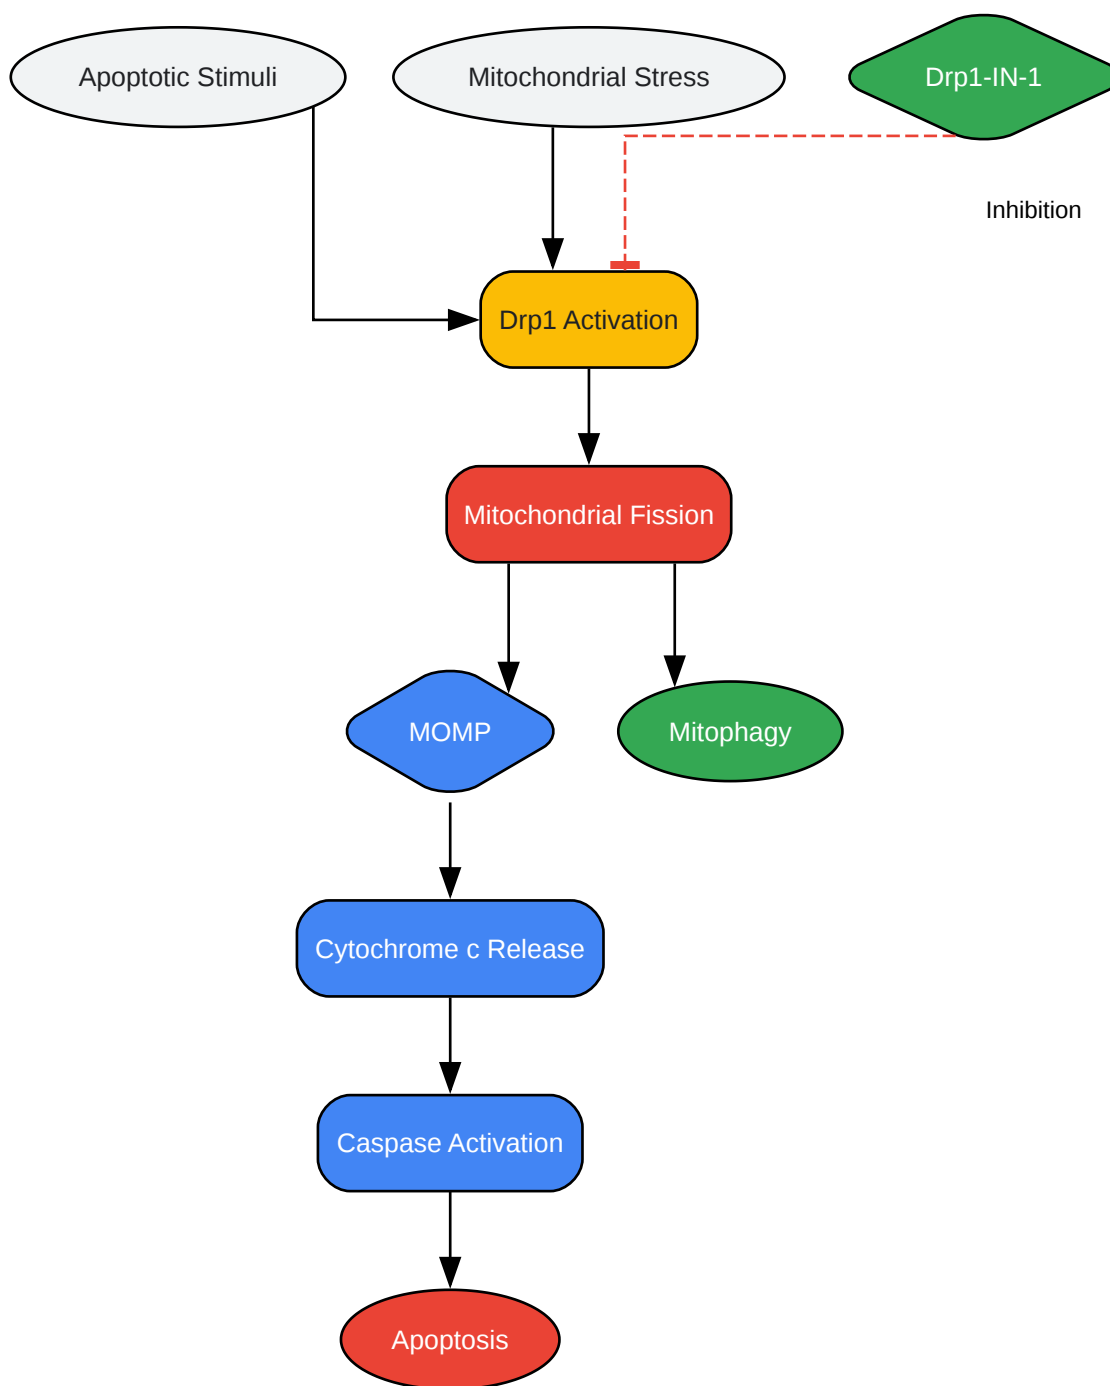 Apoptotic Stimuli
Mitochondrial Stress
Drp1-IN-1
Inhibition
Drp1 Activation
Mitochondrial Fission
MOMP
Mitophagy
Cytochrome c Release
Caspase Activation
Apoptosis